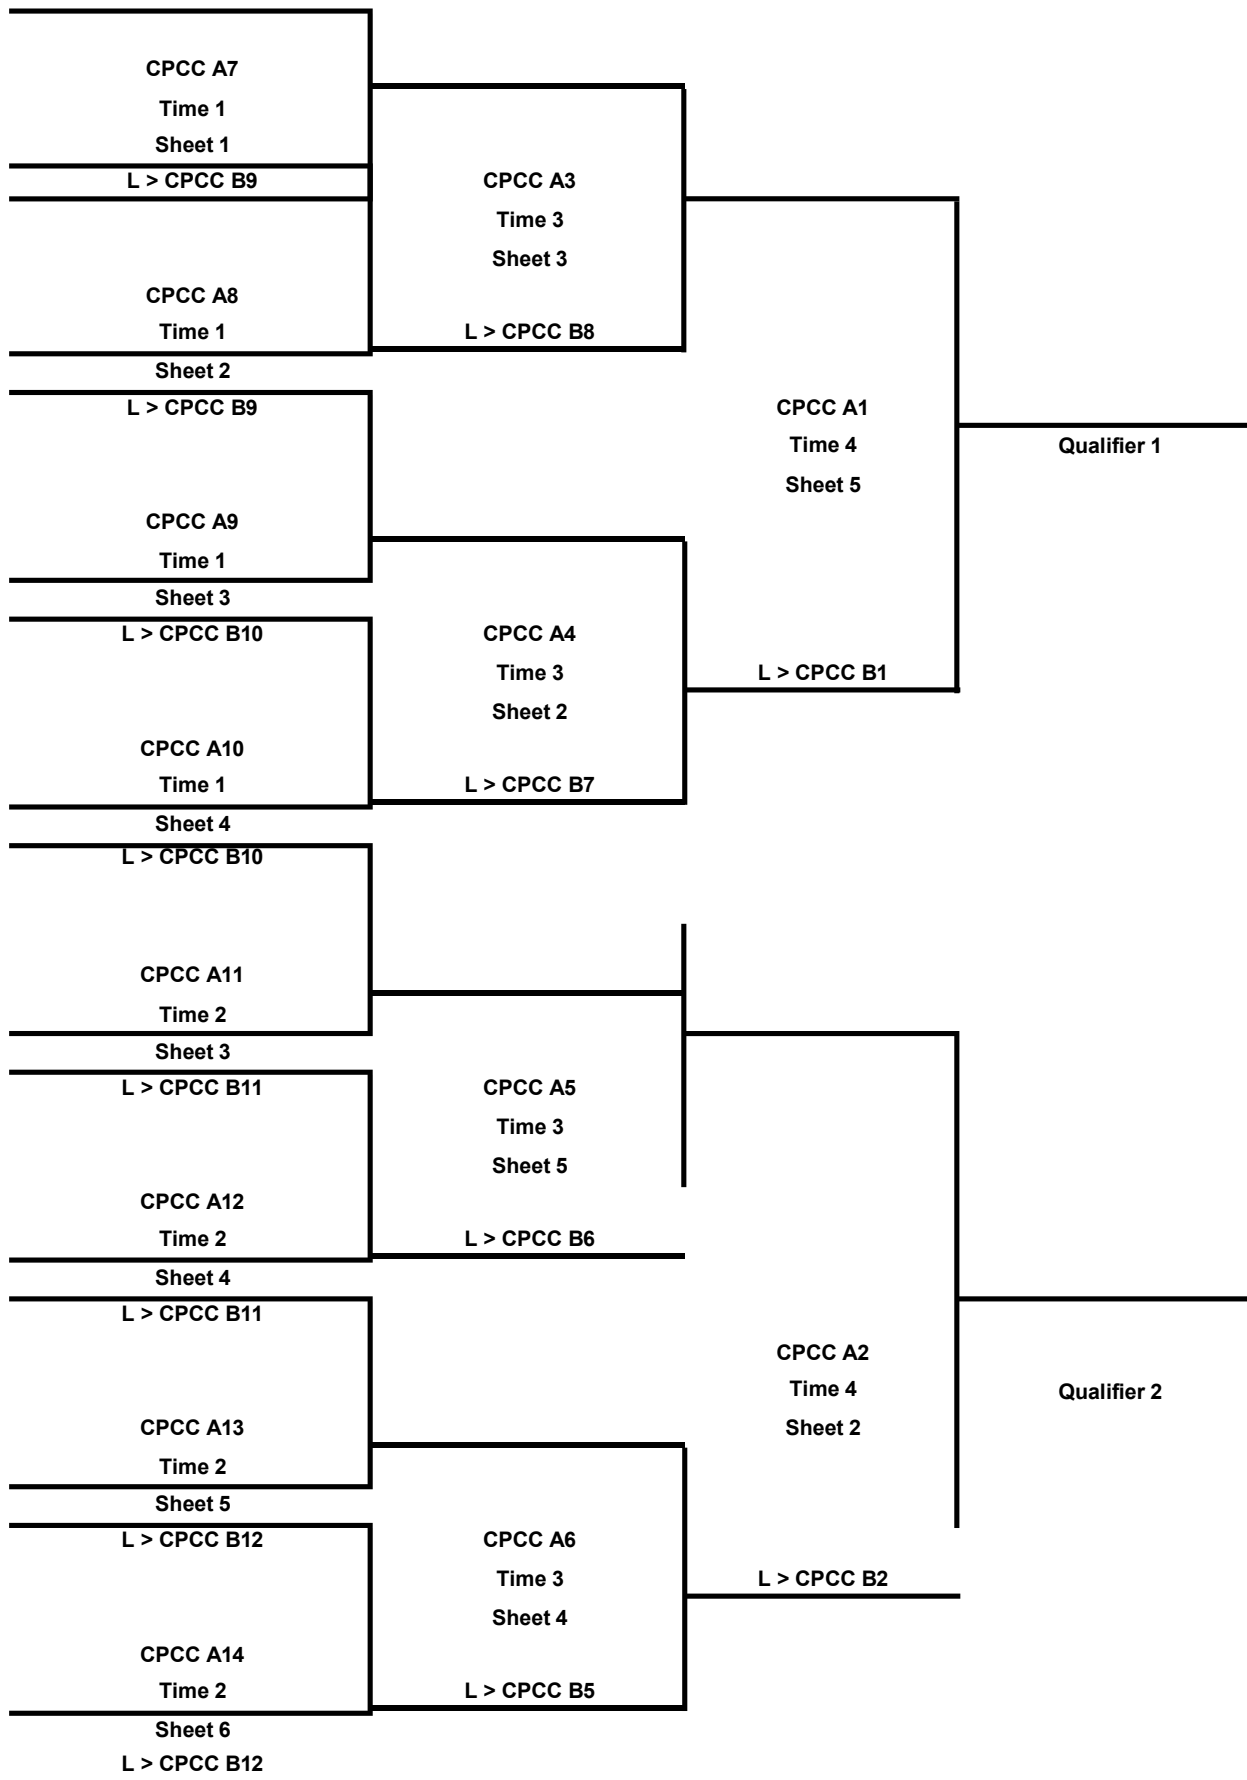 CPCC A7
Time 1
Sheet 1
L > CPCC B9
CPCC A8
Time 1
Sheet 2
L > CPCC B9
CPCC A9
Time 1
Sheet 3
L > CPCC B10
CPCC A10
Time 1
Sheet 4
L > CPCC B10
CPCC A11
Time 2
Sheet 3
L > CPCC B11
CPCC A12
Time 2
Sheet 4
L > CPCC B11
CPCC A13
Time 2
Sheet 5
L > CPCC B12
CPCC A14
Time 2
Sheet 6
L > CPCC B12
CPCC A3
Time 3
Sheet 3
L > CPCC B8
CPCC A4
Time 3
Sheet 2
L > CPCC B7
CPCC A5
Time 3
Sheet 5
L > CPCC B6
CPCC A6
Time 3
Sheet 4
L > CPCC B5
CPCC A1
Time 4
Sheet 5
L > CPCC B1
CPCC A2
Time 4
Sheet 2
L > CPCC B2
Qualifier 1
Qualifier 2